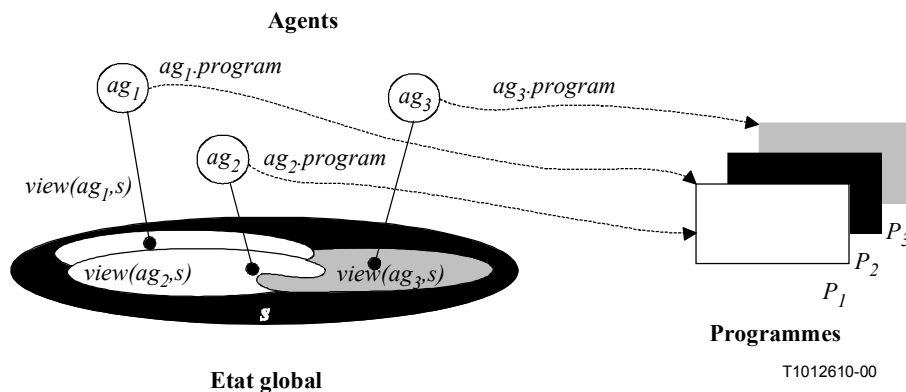 Agents
ag1.program
ag1
ag3
ag3.program
ag2
ag2.program
view(ag1,s)
view(ag2,s)
view(ag3,s)
s
P3
P2
P1
Programmes
Etat global
T1012610-00